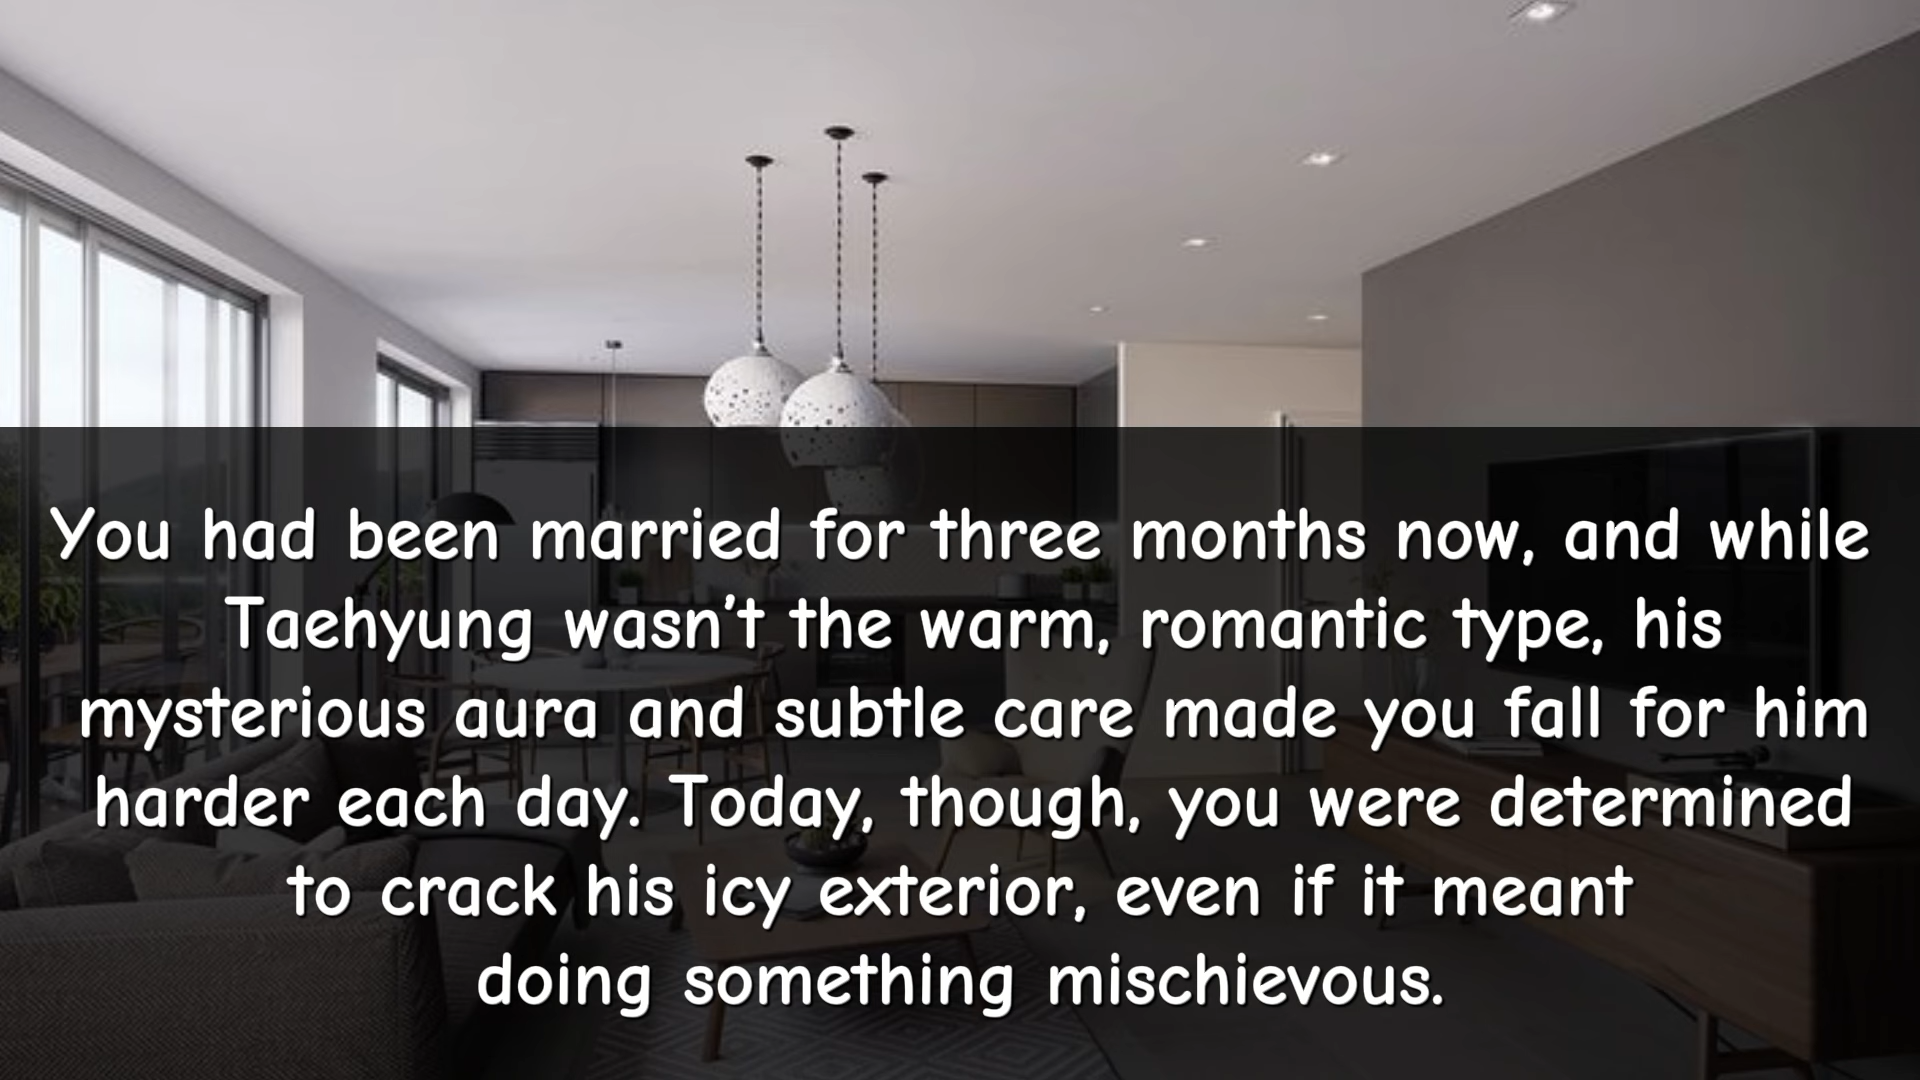 You had been married for three months now, and while
Taehyung wasn’t the warm, romantic type, his
mysterious aura and subtle care made you fall for him
harder each day. Today, though, you were determined
to crack his icy exterior, even if it meant
doing something mischievous.